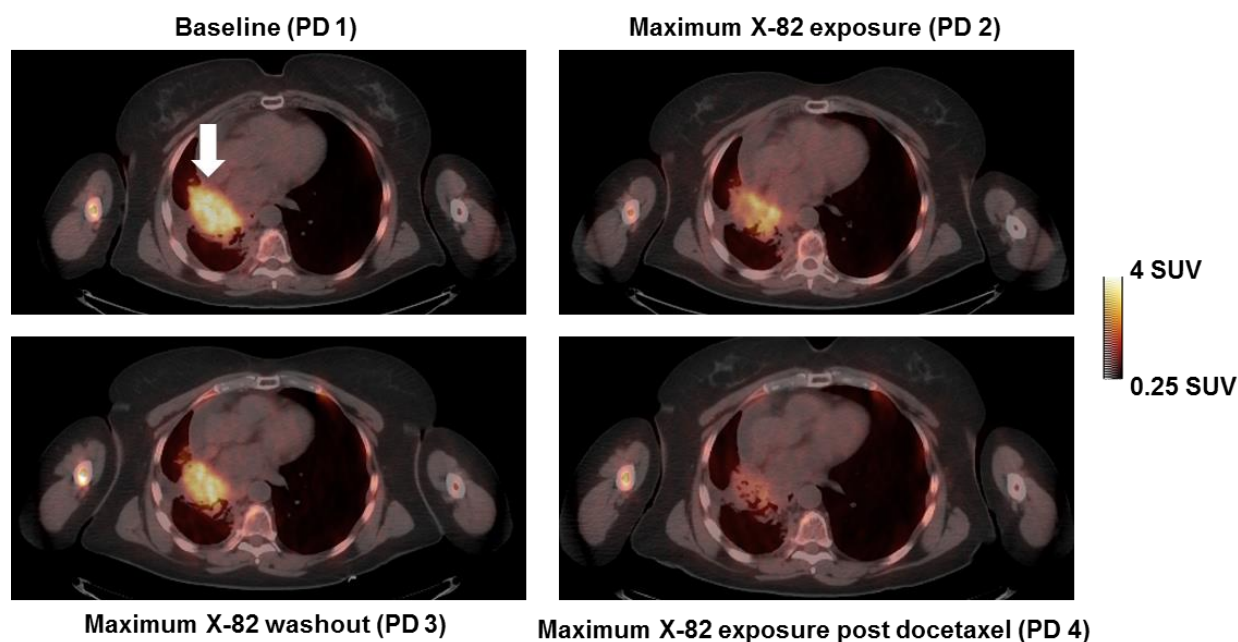 Baseline (PD 1)
Maximum X-82 exposure (PD 2)
4 SUV
0.25 SUV
Maximum X-82 washout (PD 3)
Maximum X-82 exposure post docetaxel (PD 4)